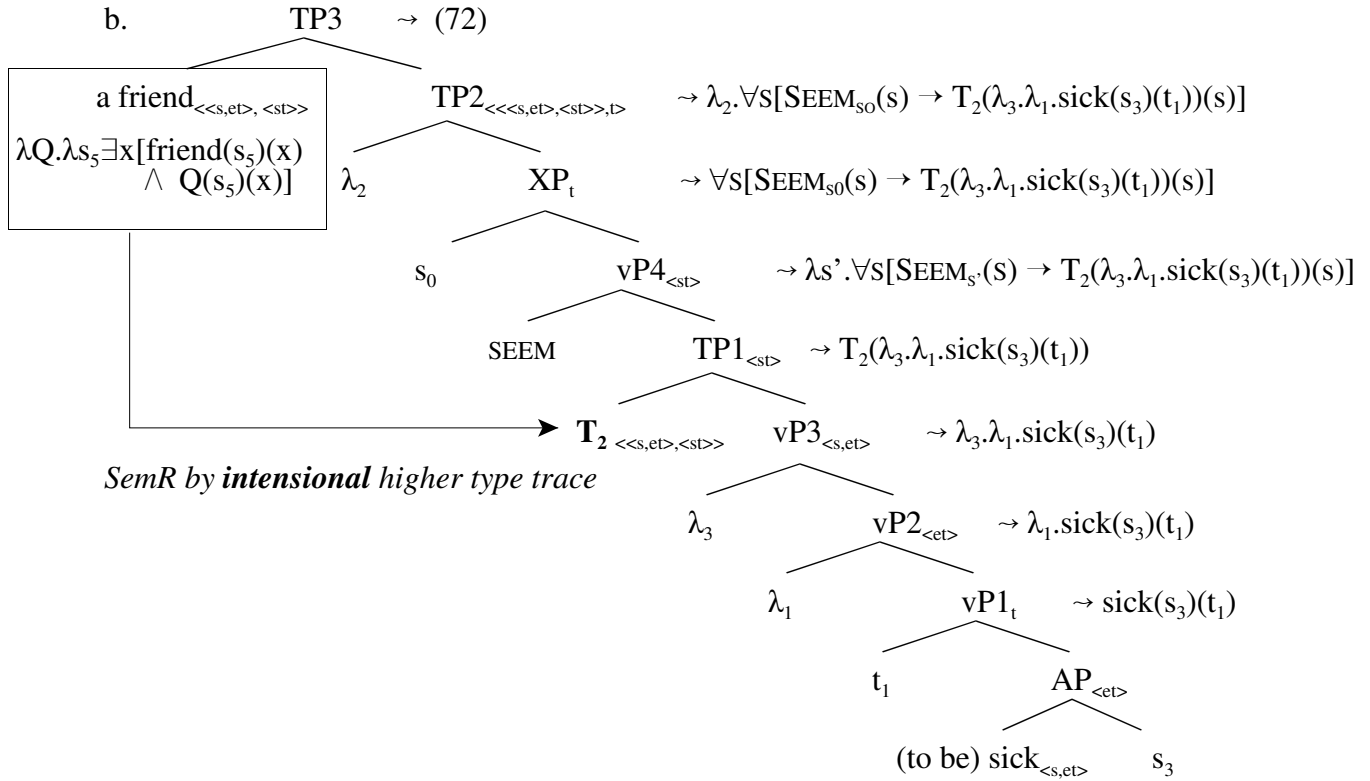 b. TP3 ⤳ (72)
a friend<<s,et>, <st>> TP2<<<s,et>,<st>>,t> ⤳ λ₂.∀s[SEEMₛₒ(s) → T₂(λ₃.λ₁.sick(s₃)(t₁))(s)]
λQ.λs₅∃x[friend(s₅)(x)
∧ Q(s₅)(x)] λ₂ XPₜ ⤳ ∀s[SEEMₛ₀(s) → T₂(λ₃.λ₁.sick(s₃)(t₁))(s)]
s₀ vP4<st> ⤳ λs’.∀s[SEEMₛ’(s) → T₂(λ₃.λ₁.sick(s₃)(t₁))(s)]
SEEM TP1<st> ⤳ T₂(λ₃.λ₁.sick(s₃)(t₁))
T₂ <<s,et>,<st>> vP3<s,et> ⤳ λ₃.λ₁.sick(s₃)(t₁)
SemR by intensional higher type trace
λ₃ vP2<et> ⤳ λ₁.sick(s₃)(t₁)
λ₁ vP1ₜ ⤳ sick(s₃)(t₁)
t₁ AP<et>
(to be) sick<s,et> s₃